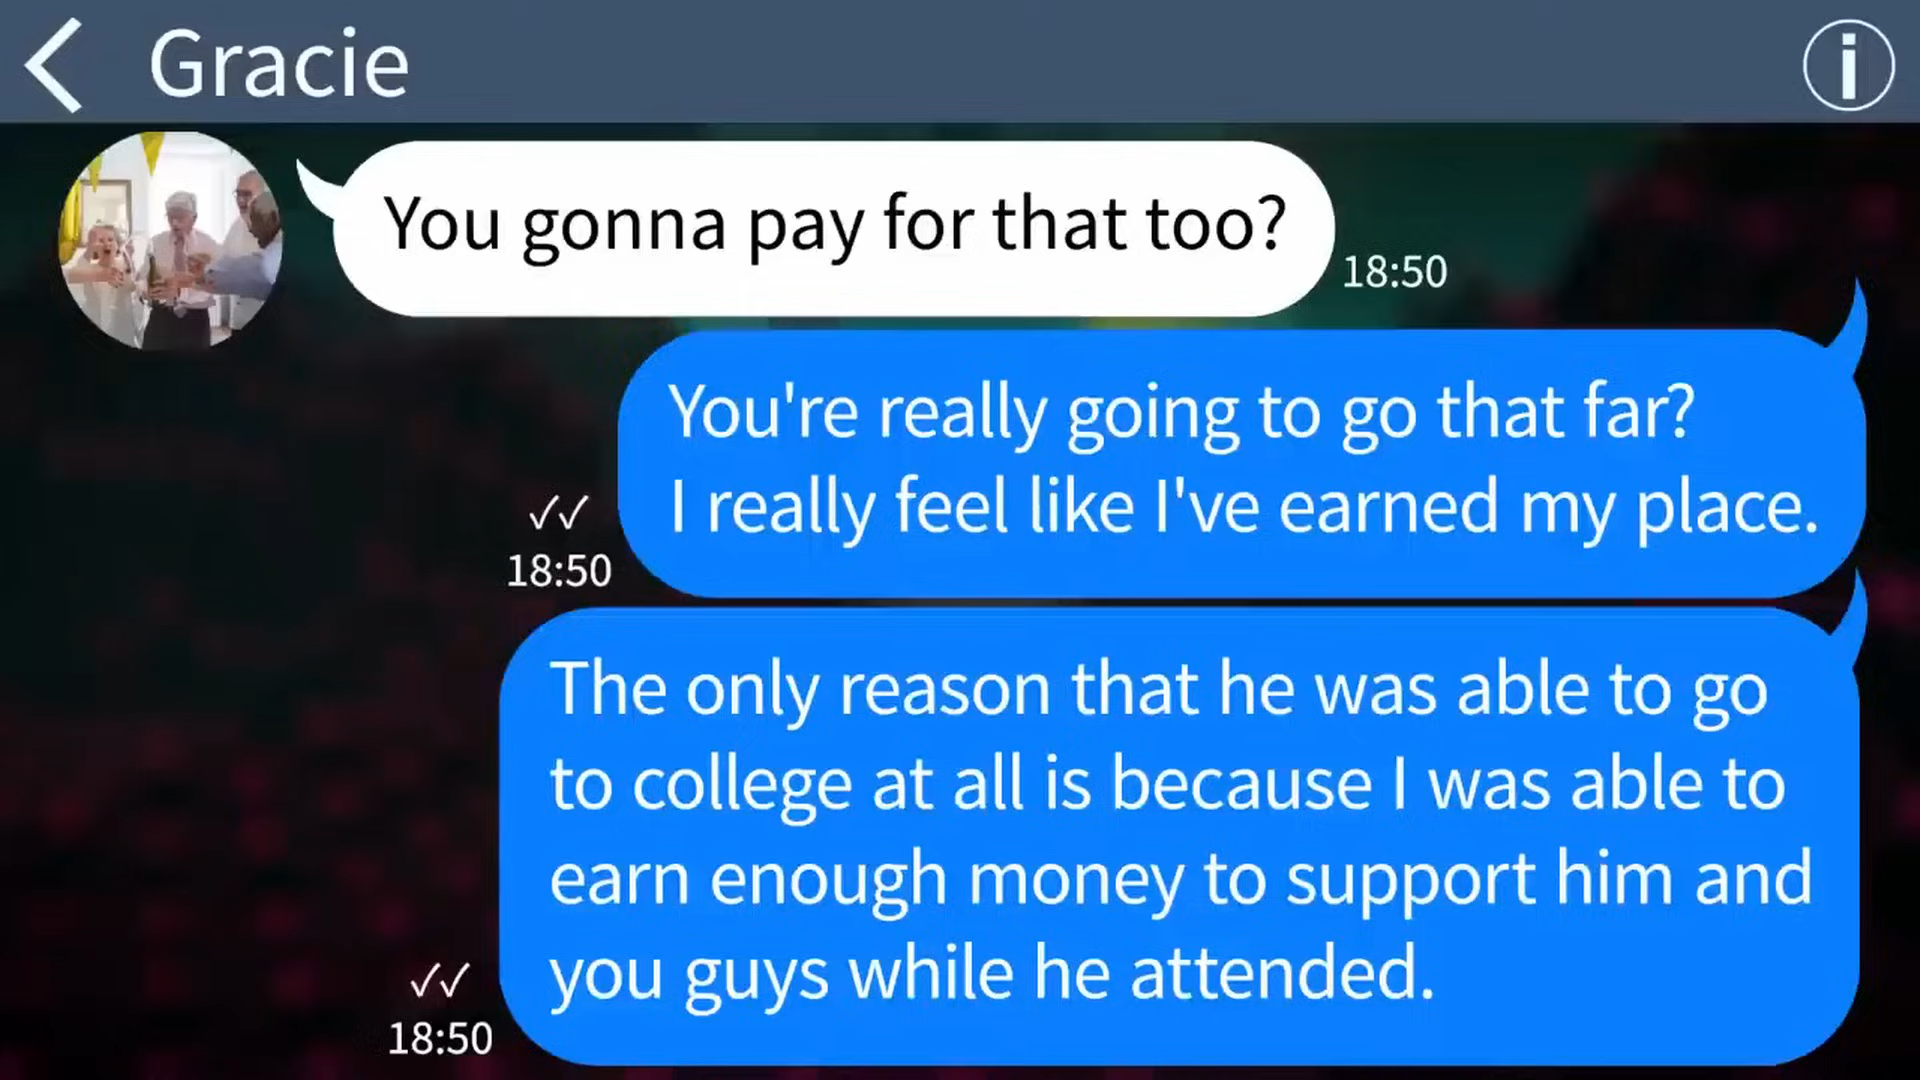 Gracie
You gonna pay for that too?
18:50
You're really going to go that far?
I really feel like I've earned my place.
18:50
The only reason that he was able to go
to college at all is because I was able to
earn enough money to support him and
you guys while he attended.
18:50